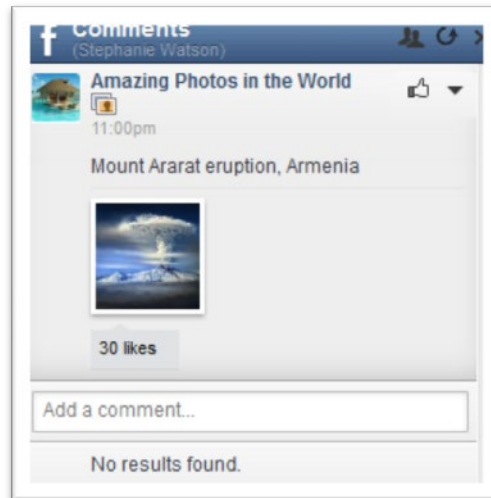 f Comments
(Stephanie Watson)
Amazing Photos in the World
11:00pm
Mount Ararat eruption, Armenia
30 likes
Add a comment...
No results found.